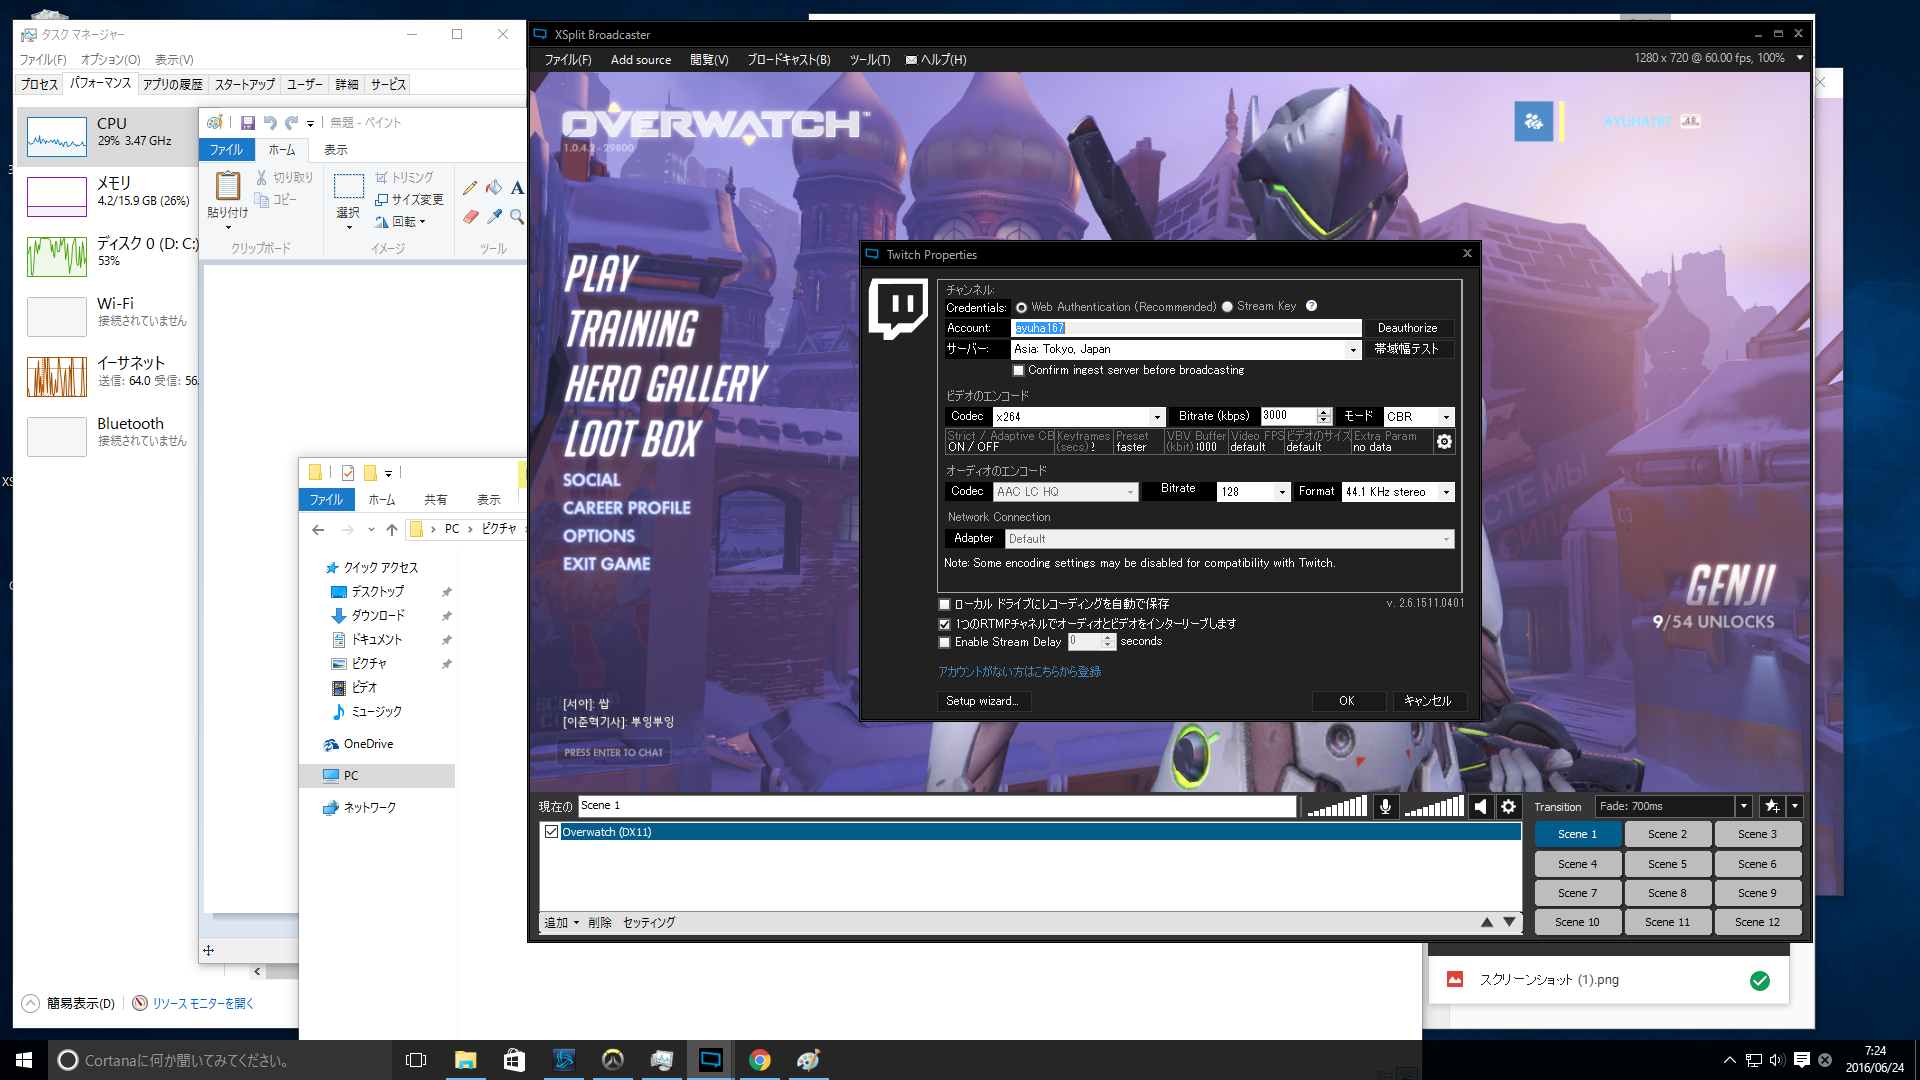 タスク マネージャー
ファイル(F) オプション(O) 表示(V)
プロセス パフォーマンス アプリの履歴 スタートアップ ユーザー 詳細 サービス
CPU
29% 3.47 GHz
メモリ
4.2/15.9 GB (26%)
ディスク 0 (D: C:)
53%
Wi-Fi
接続されていません
イーサネット
送信: 64.0 受信: 56.
Bluetooth
接続されていません
簡易表示(D) リソース モニターを開く
無題 - ペイント
ファイル ホーム 表示
貼り付け
切り取り
コピー
クリップボード
選択
トリミング
サイズ変更
回転
イメージ
A
ツール
ファイル ホーム 共有 表示
PC ピクチャ
クイック アクセス
デスクトップ
ダウンロード
ドキュメント
ピクチャ
ビデオ
ミュージック
OneDrive
PC
ネットワーク
XSplit Broadcaster
ファイル(F) Add source 閲覧(V) ブロードキャスト(B) ツール(T) ヘルプ(H)
1280 x 720 @ 60.00 fps, 100%
OVERWATCH™
1.0.4.2 - 29800
AYUHA167 48
PLAY
TRAINING
HERO GALLERY
LOOT BOX
SOCIAL
CAREER PROFILE
OPTIONS
EXIT GAME
[서아]: 쌉
[이준혁기사]: 뿌잉뿌잉
PRESS ENTER TO CHAT
GENJI
9/54 UNLOCKS
Twitch Properties
チャンネル:
Credentials: Web Authentication (Recommended) Stream Key
Account: ayuha167 Deauthorize
サーバー: Asia: Tokyo, Japan 帯域幅テスト
Confirm ingest server before broadcasting
ビデオのエンコード
Codec x264 Bitrate (kbps) 3000 モード CBR
Strict / Adaptive CB Keyframes Preset VBV Buffer Video FPS ビデオのサイズ Extra Param
ON / OFF (secs) faster (kbit) default default no data
オーディオのエンコード
Codec AAC LC HQ Bitrate 128 Format 44.1 KHz stereo
Network Connection
Adapter Default
Note: Some encoding settings may be disabled for compatibility with Twitch.
ローカル ドライブにレコーディングを自動で保存
v. 2.6.1511.0401
1つのRTMPチャネルでオーディオとビデオをインターリーブします
Enable Stream Delay 0 seconds
アカウントがない方はこちらから登録
Setup wizard... OK キャンセル
現在の Scene 1
Overwatch (DX11)
追加 削除 セッティング
Transition Fade: 700ms
Scene 1 Scene 2 Scene 3
Scene 4 Scene 5 Scene 6
Scene 7 Scene 8 Scene 9
Scene 10 Scene 11 Scene 12
スクリーンショット (1).png
Cortanaに何か聞いてみてください。
7:24
2016/06/24